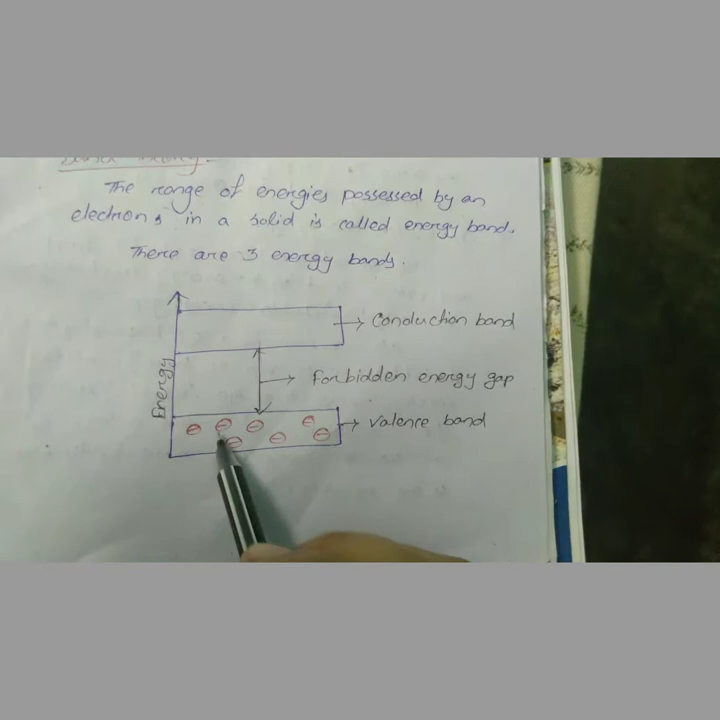 The range of energies possessed by an
electrons in a solid is called energy band.
There are 3 energy bands.
Conduction band
Energy
Forbidden energy gap
Valence band